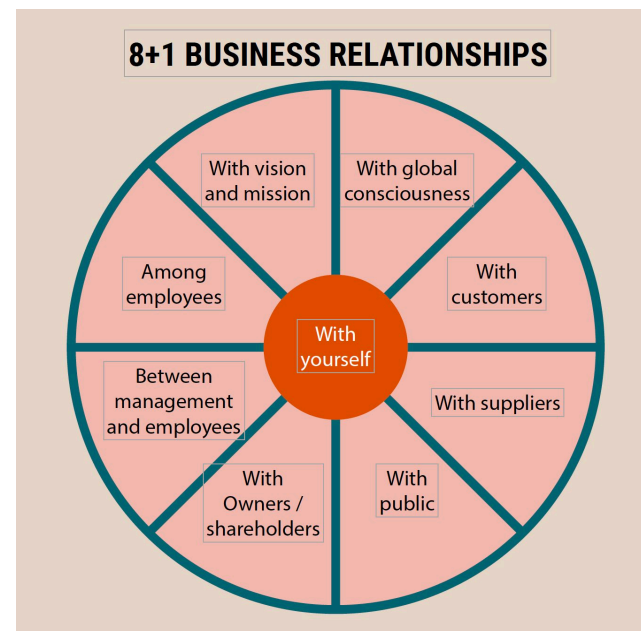 8+1 BUSINESS RELATIONSHIPS
With vision
and mission
With global
consciousness
Among
employees
With
customers
With
yourself
Between
management
and employees
With suppliers
With
Owners /
shareholders
With
public